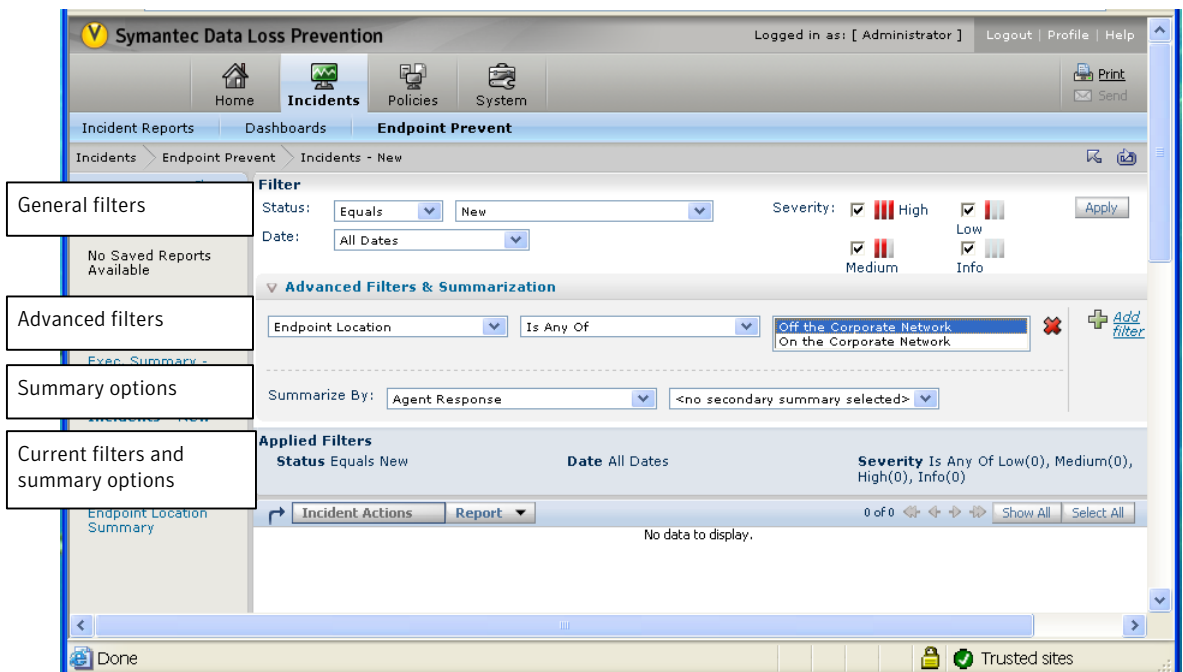 Symantec Data Loss Prevention
Logged in as: [ Administrator ]
Logout | Profile | Help
Home
Incidents
Policies
System
Print
Send
Incident Reports
Dashboards
Endpoint Prevent
Incidents
Endpoint Prevent
Incidents - New
General filters
No Saved Reports
Available
Advanced filters
Exec. Summary -
Summary options
Incidents - New
Current filters and
summary options
Endpoint Location
Summary
Filter
Status:
Equals
New
Severity:
High
Low
Apply
Date:
All Dates
Medium
Info
Advanced Filters & Summarization
Endpoint Location
Is Any Of
Off the Corporate Network
On the Corporate Network
Add
filter
Summarize By:
Agent Response
<no secondary summary selected>
Applied Filters
Status Equals New
Date All Dates
Severity Is Any Of Low(0), Medium(0),
High(0), Info(0)
Incident Actions
Report
0 of 0
Show All
Select All
No data to display.
Done
Trusted sites